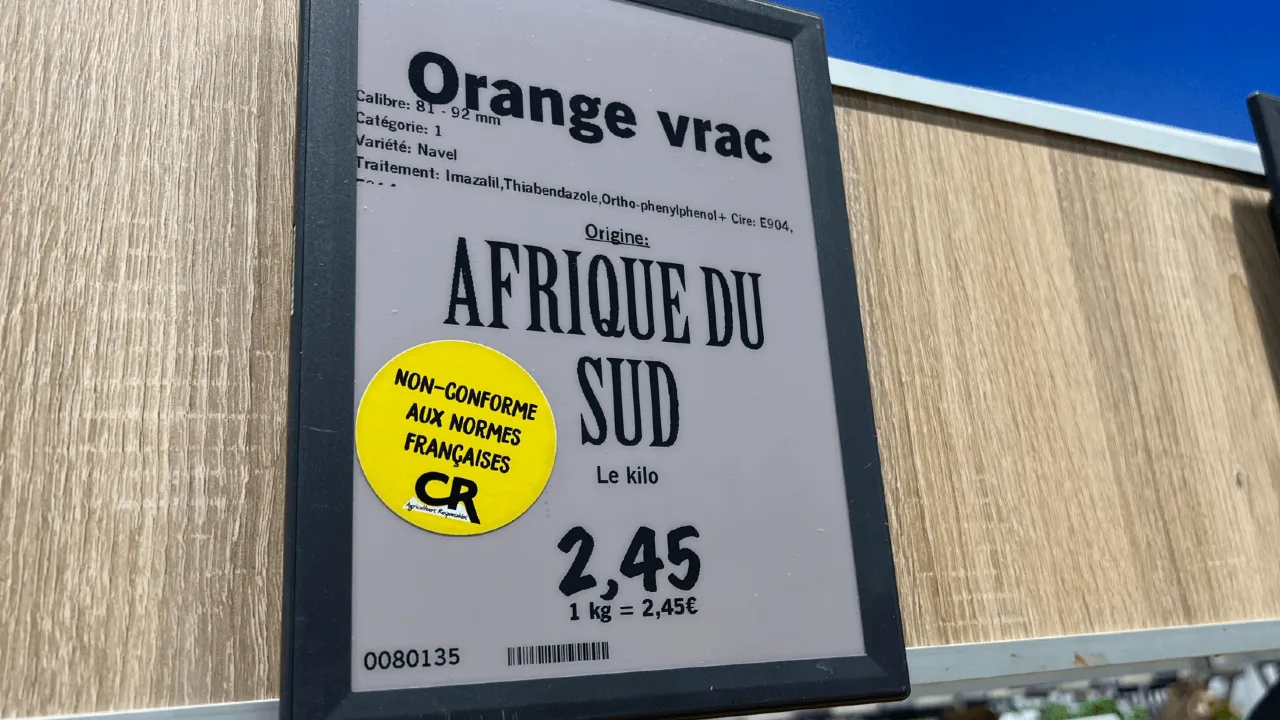 Orange vrac
Calibre: 81 - 92 mm
Catégorie: 1
Variété: Navel
Traitement: Imazalil,Thiabendazole,Ortho-phenylphenol+ Cire: E904,
Origine:
AFRIQUE DU
SUD
NON-CONFORME
AUX NORMES
FRANÇAISES
CR
Le kilo
2,45
1 kg = 2,45€
0080135